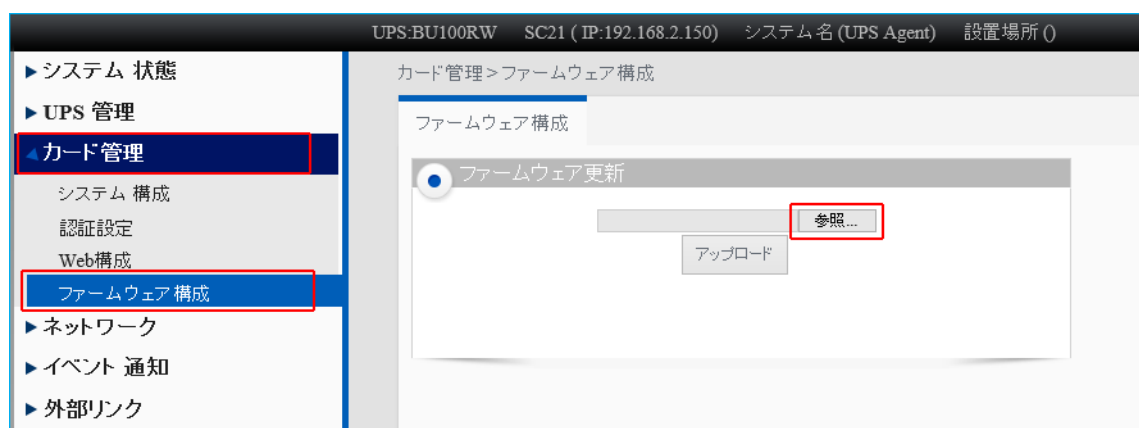 UPS:BU100RW SC21 ( IP:192.168.2.150) システム名 (UPS Agent) 設置場所 ()
▶システム 状態
▶UPS 管理
カード管理
システム 構成
認証設定
Web構成
ファームウェア 構成
▶ネットワーク
▶イベント 通知
▶外部リンク
カード管理>ファームウェア構成
ファームウェア構成
ファームウェア更新
参照...
アップロード